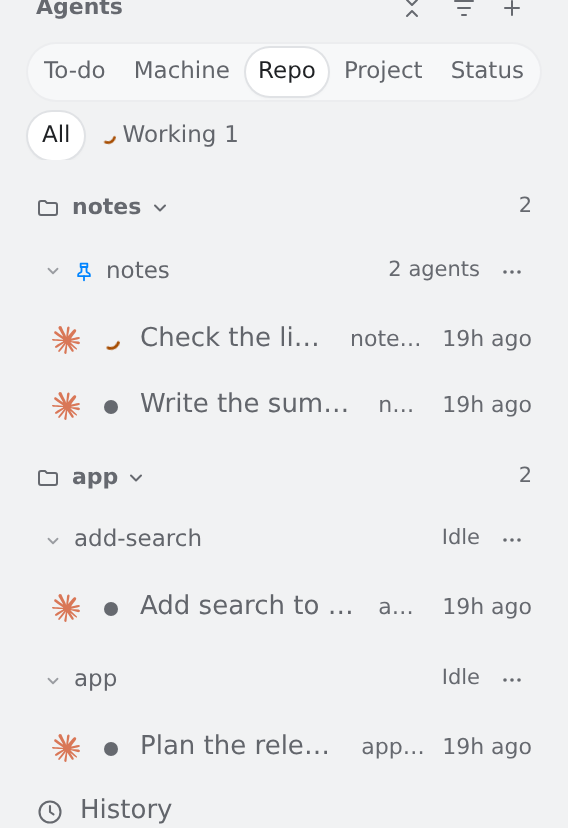 Agents
To-do Machine Repo Project Status
All Working 1
notes 2
notes 2 agents ...
Check the li... note... 19h ago
Write the sum... n... 19h ago
app 2
add-search Idle ...
Add search to ... a... 19h ago
app Idle ...
Plan the rele... app... 19h ago
History